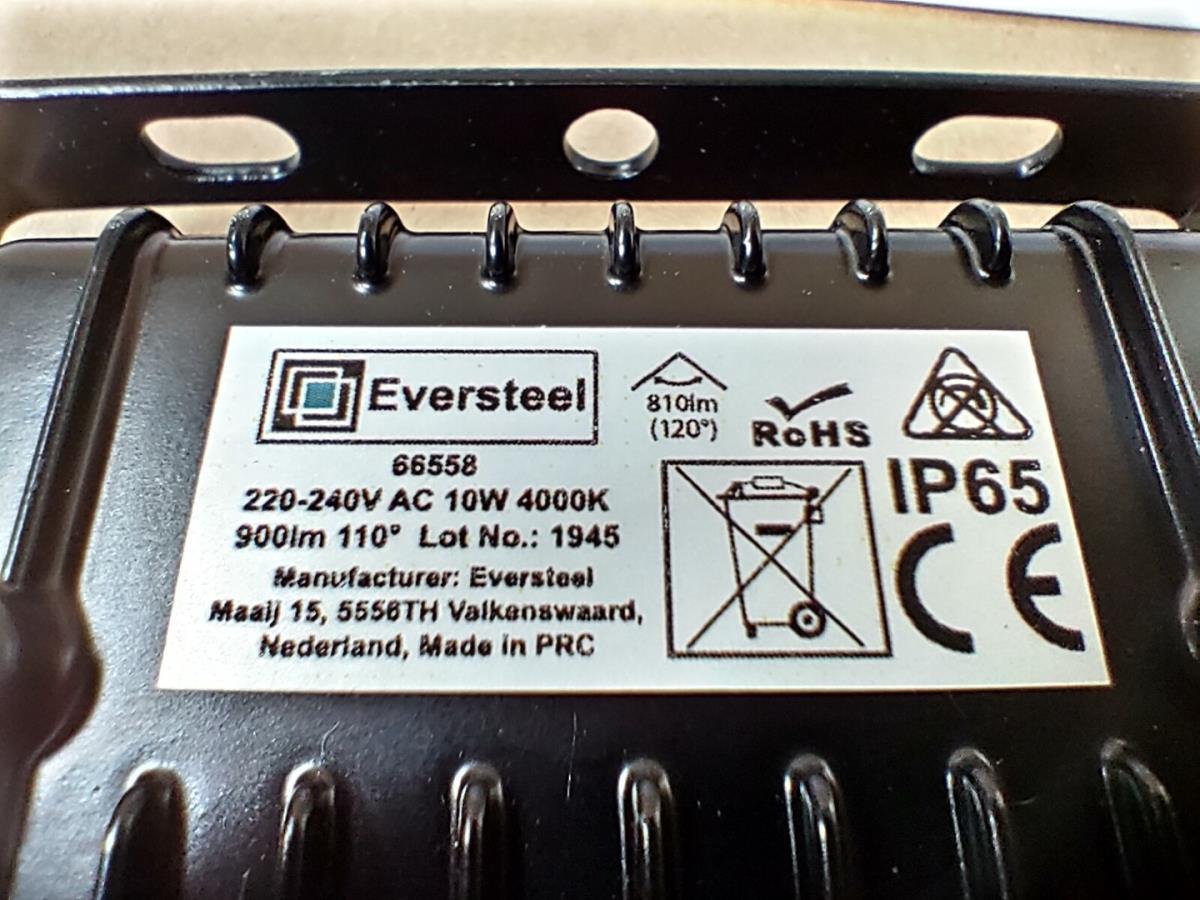 Eversteel
66558
220-240V AC 10W 4000K
900lm 110° Lot No.: 1945
Manufacturer: Eversteel
Maaij 15, 5556TH Valkenswaard,
Nederland, Made in PRC
810lm
(120°)
RoHS
IP65
CE